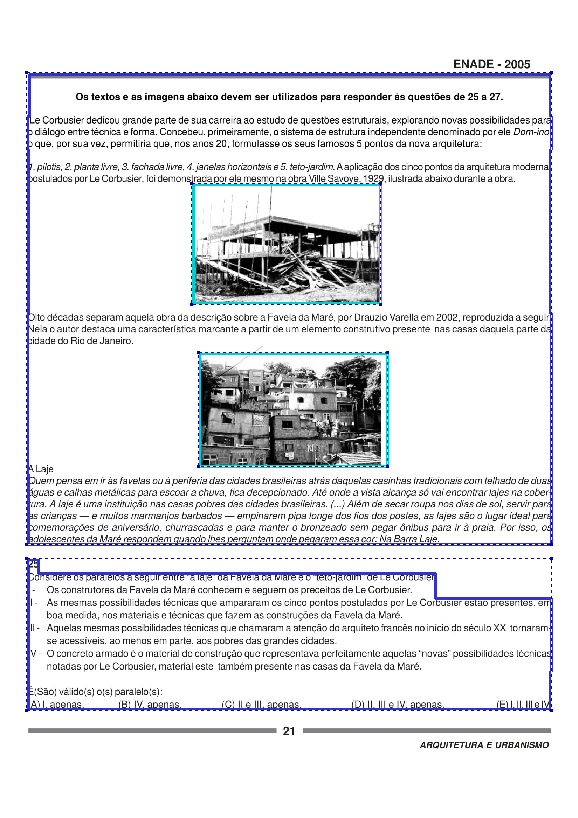 ENADE - 2005
Os textos e as imagens abaixo devem ser utilizados para responder às questões de 25 a 27.
Le Corbusier dedicou grande parte de sua carreira ao estudo de questões estruturais, explorando novas possibilidades para
o diálogo entre técnica e forma. Concebeu, primeiramente, o sistema de estrutura independente denominado por ele Dom-ino
o que, por sua vez, permitiria que, nos anos 20, formulasse os seus famosos 5 pontos da nova arquitetura:
1. pilotis, 2. planta livre, 3. fachada livre, 4. janelas horizontais e 5. teto-jardim. A aplicação dos cinco pontos da arquitetura moderna,
postulados por Le Corbusier, foi demonstrada por ele mesmo na obra Ville Savoye, 1929, ilustrada abaixo durante a obra.
Oito décadas separam aquela obra da descrição sobre a Favela da Maré, por Drauzio Varella em 2002, reproduzida a seguir.
Nela o autor destaca uma característica marcante a partir de um elemento construtivo presente nas casas daquela parte da
cidade do Rio de Janeiro.
A Laje
Quem pensa em ir às favelas ou à periferia das cidades brasileiras atrás daquelas casinhas tradicionais com telhado de duas
águas e calhas metálicas para escoar a chuva, fica decepcionado. Até onde a vista alcança só vai encontrar lajes na cober-
tura. A laje é uma instituição nas casas pobres das cidades brasileiras. (...) Além de secar roupa nos dias de sol, servir para
as crianças — e muitos marmanjos barbados — empinarem pipa longe dos fios dos postes, as lajes são o lugar ideal para
comemorações de aniversário, churrascadas e para manter o bronzeado sem pegar ônibus para ir à praia. Por isso, os
adolescentes da Maré respondem quando lhes perguntam onde pegaram essa cor: Na Barra Laje.
25
Considere os paralelos a seguir entre "a laje" da Favela da Maré e o "teto-jardim" de Le Corbusier
I - Os construtores da Favela da Maré conhecem e seguem os preceitos de Le Corbusier.
II - As mesmas possibilidades técnicas que ampararam os cinco pontos postulados por Le Corbusier estão presentes, em
boa medida, nos materiais e técnicas que fazem as construções da Favela da Maré.
III - Aquelas mesmas possibilidades técnicas que chamaram a atenção do arquiteto francês no início do século XX tornaram-
se acessíveis, ao menos em parte, aos pobres das grandes cidades.
IV - O concreto armado é o material de construção que representava perfeitamente aquelas "novas" possibilidades técnicas
notadas por Le Corbusier, material este também presente nas casas da Favela da Maré.
É(São) válido(s) o(s) paralelo(s):
(A) I, apenas. (B) IV, apenas. (C) II e III, apenas. (D) II, III e IV, apenas. (E) I, II, III e IV
21
ARQUITETURA E URBANISMO